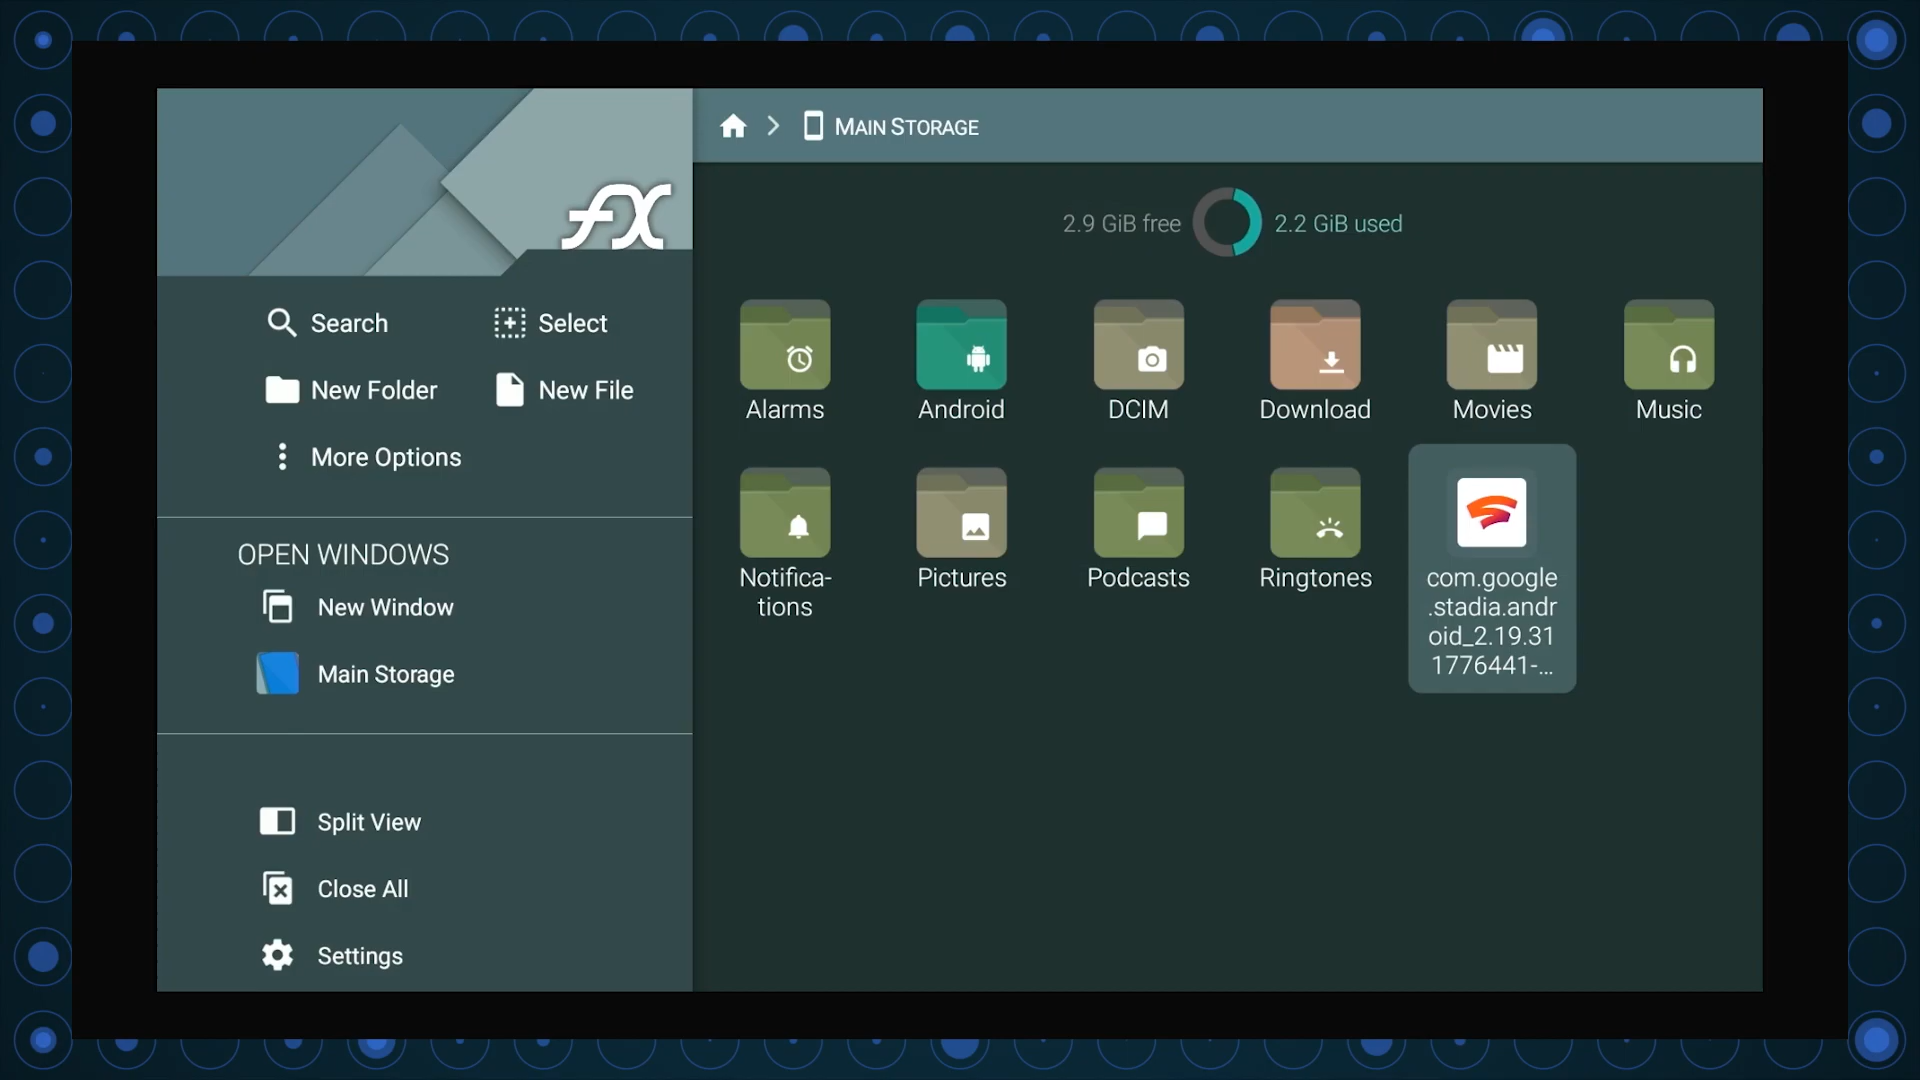 fX
Search
Select
New Folder
New File
More Options
OPEN WINDOWS
New Window
Main Storage
Split View
Close All
Settings
MAIN STORAGE
2.9 GiB free
2.2 GiB used
Alarms
Android
DCIM
Download
Movies
Music
Notifica-
tions
Pictures
Podcasts
Ringtones
com.google
.stadia.andr
oid_2.19.31
1776441-...